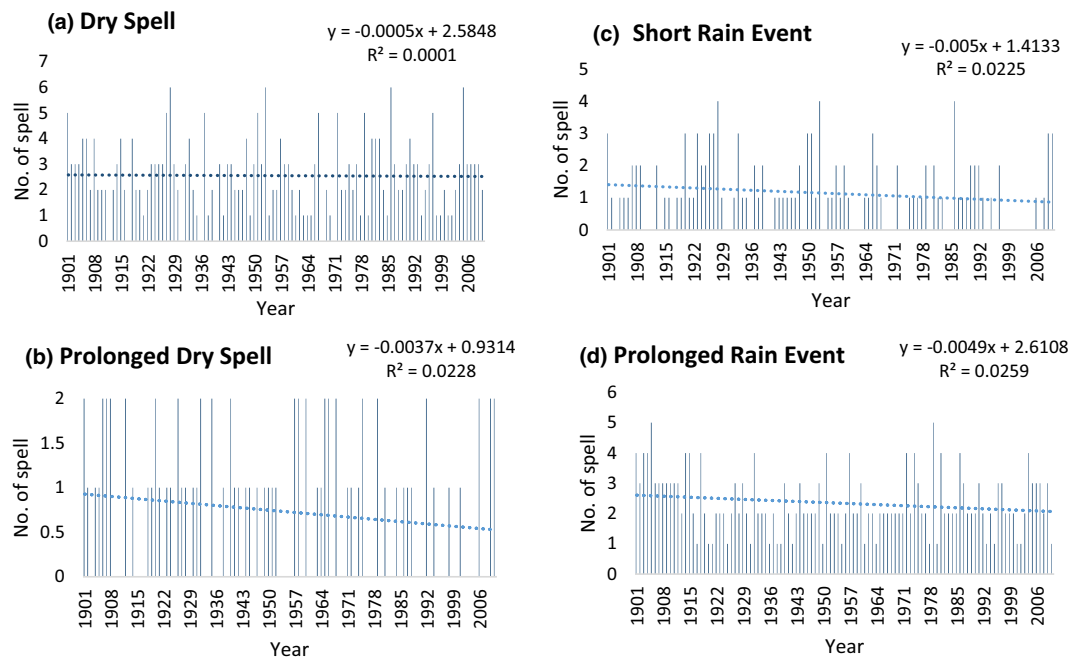 (a) Dry Spell
y = -0.0005x + 2.5848
R² = 0.0001
No. of spell
7
6
5
4
3
2
1
0
1901 1908 1915 1922 1929 1936 1943 1950 1957 1964 1971 1978 1985 1992 1999 2006
Year
(c) Short Rain Event
y = -0.005x + 1.4133
R² = 0.0225
No. of spell
5
4
3
2
1
0
1901 1908 1915 1922 1929 1936 1943 1950 1957 1964 1971 1978 1985 1992 1999 2006
Year
(b) Prolonged Dry Spell
y = -0.0037x + 0.9314
R² = 0.0228
No. of spell
2
1.5
1
0.5
0
1901 1908 1915 1922 1929 1936 1943 1950 1957 1964 1971 1978 1985 1992 1999 2006
Year
(d) Prolonged Rain Event
y = -0.0049x + 2.6108
R² = 0.0259
No. of spell
6
5
4
3
2
1
0
1901 1908 1915 1922 1929 1936 1943 1950 1957 1964 1971 1978 1985 1992 1999 2006
Year